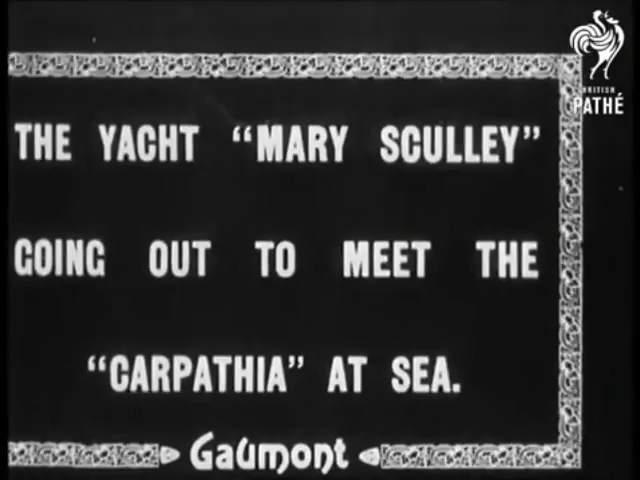 BRITISH
PATHÉ
THE YACHT "MARY SCULLEY"
GOING OUT TO MEET THE
"CARPATHIA" AT SEA.
Gaumont